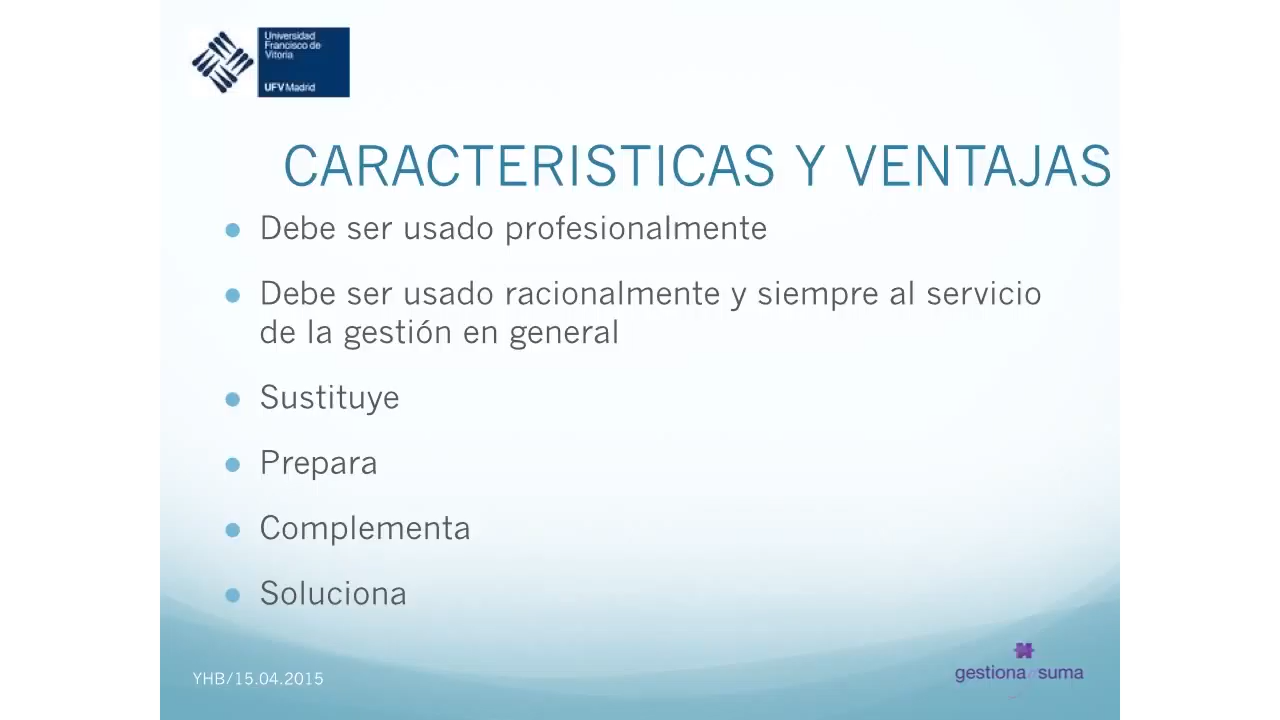 Universidad
Francisco de
Vitoria
UFV Madrid
CARACTERISTICAS Y VENTAJAS
Debe ser usado profesionalmente
Debe ser usado racionalmente y siempre al servicio
de la gestión en general
Sustituye
Prepara
Complementa
Soluciona
YHB/15.04.2015
gestiona suma